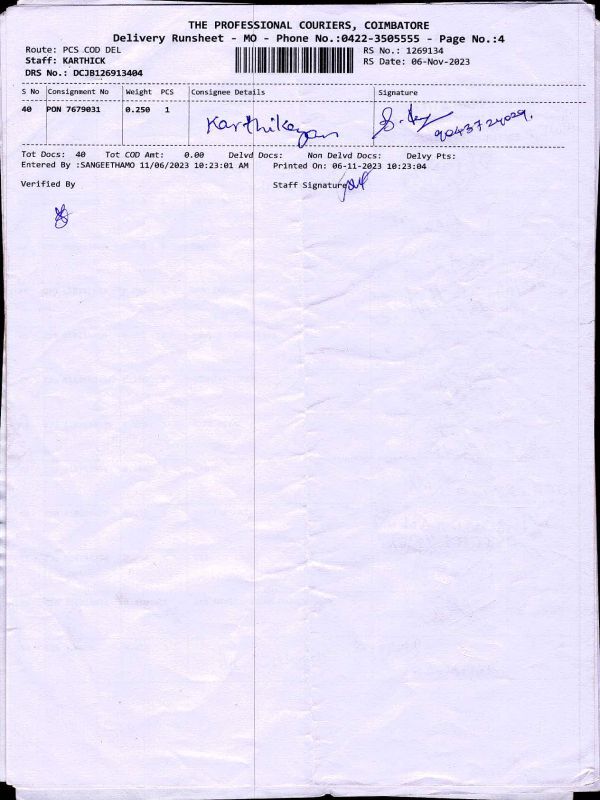 THE PROFESSIONAL COURIERS, COIMBATORE
Delivery Runsheet - MO - Phone No.:0422-3505555 - Page No.:4
Route: PCS COD DEL RS No.: 1269134
Staff: KARTHICK RS Date: 06-Nov-2023
DRS No.: DCJB126913404
S No Consignment No Weight PCS Consignee Details Signature
40 PON 7679031 0.250 1
Karthikeyan 9043724029.
Tot Docs: 40 Tot COD Amt: 0.00 Delvd Docs: Non Delvd Docs: Delvy Pts:
Entered By :SANGEETHAMO 11/06/2023 10:23:01 AM Printed On: 06-11-2023 10:23:04
Verified By Staff Signature